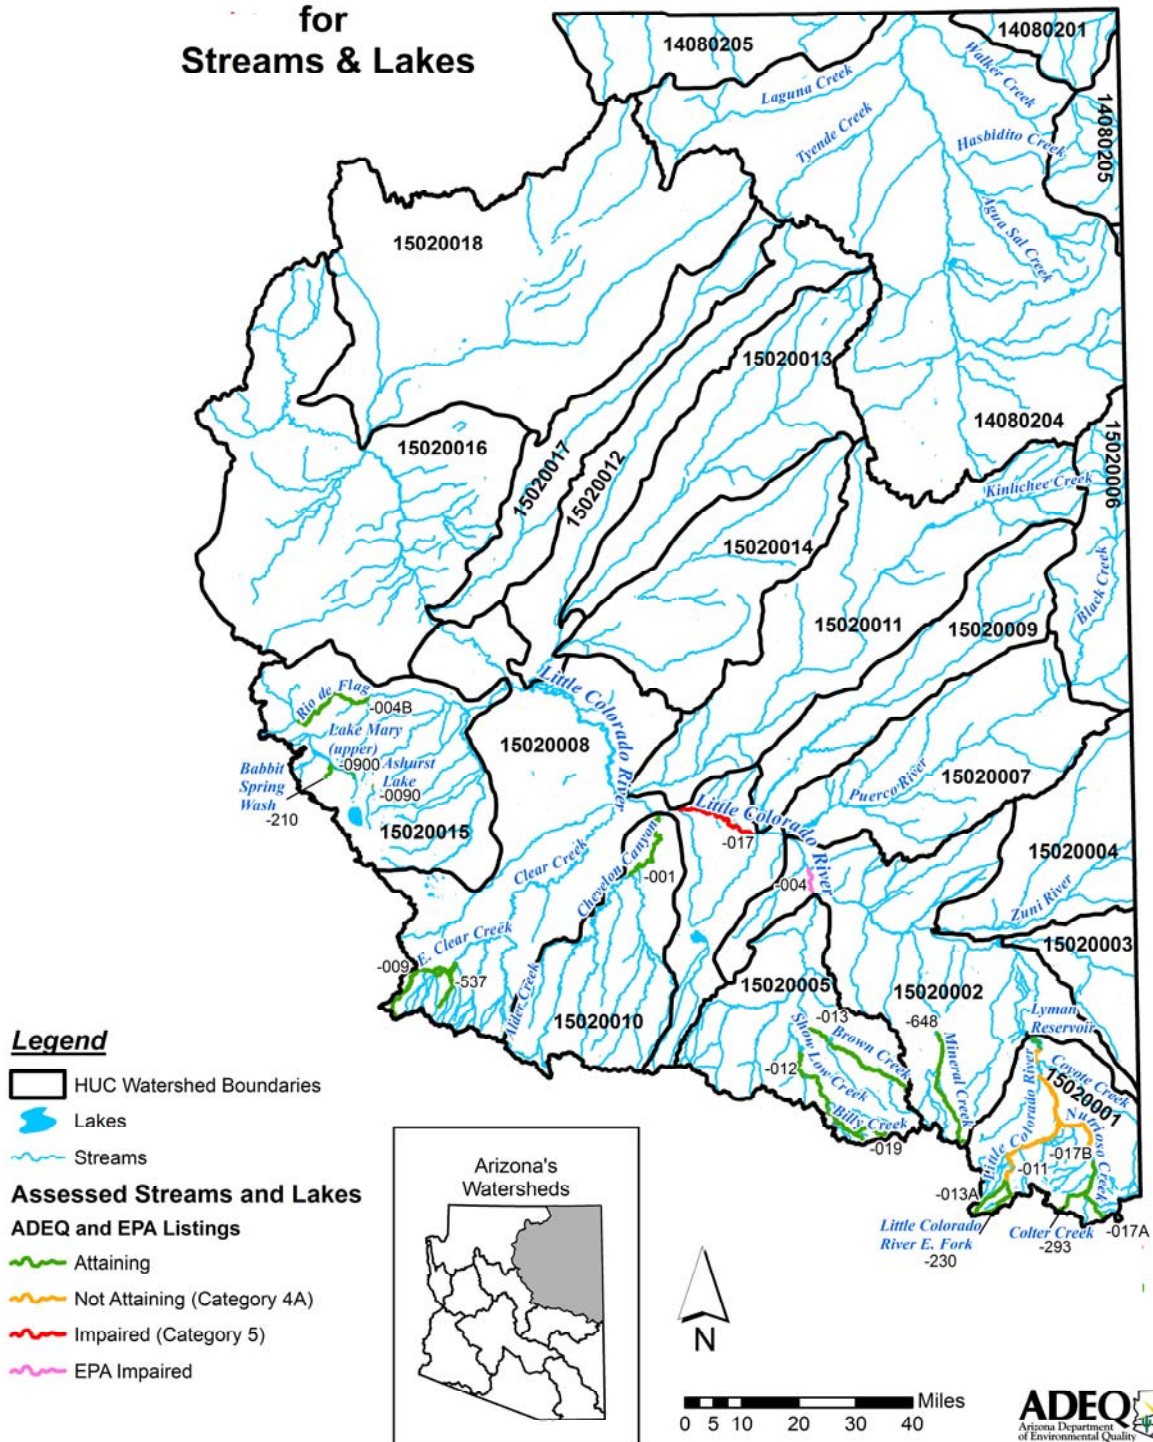 for
Streams & Lakes
14080205
14080201
Walker Creek
Laguna Creek
14080205
Tyende Creek
Hasbidito Creek
Agua Sal Creek
15020018
15020013
14080204
15020016
15020017
15020012
15020006
Kinlichee Creek
15020014
Black Creek
15020011
15020009
Little Colorado River
Rio de Flag
-004B
Lake Mary
(upper)
-0900
Ashurst
Lake
-0090
Babbit
Spring
Wash
-210
15020008
15020007
Puerco River
15020015
Little Colorado River
-017
15020004
Clear Creek
Chevelon Canyon
-001
-004
Zuni River
15020003
E. Clear Creek
-009
-537
15020005
15020002
Alder Creek
15020010
-013
-648
Lyman
Reservoir
Show Low Creek
Brown Creek
Mineral Creek
-012
Coyote Creek
15020001
Little Colorado River
Nutrioso Creek
Billy Creek
-019
-017B
-011
-013A
Little Colorado
River E. Fork
-230
Colter Creek
-293
-017A
Legend
HUC Watershed Boundaries
Lakes
Streams
Assessed Streams and Lakes
ADEQ and EPA Listings
Attaining
Not Attaining (Category 4A)
Impaired (Category 5)
EPA Impaired
Arizona's
Watersheds
N
Miles
0 5 10 20 30 40
ADEQ
Arizona Department
of Environmental Quality